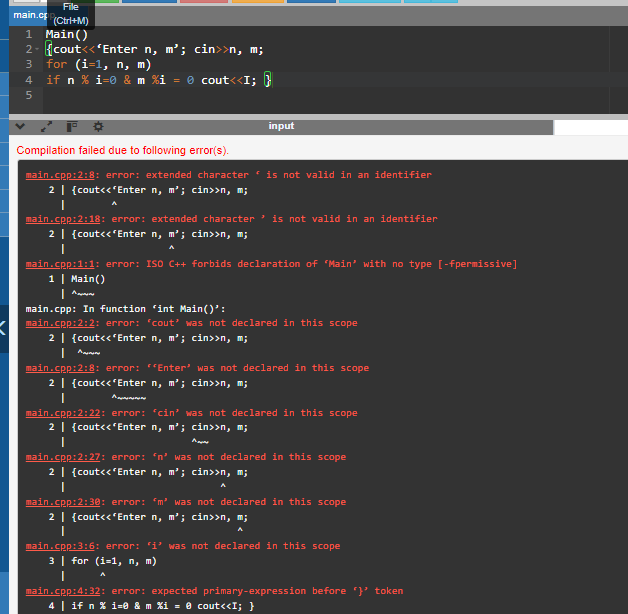 File
(Ctrl+M)
main.cpp
1 Main()
2 {cout<<‘Enter n, m’; cin>>n, m;
3 for (i=1, n, m)
4 if n % i=0 & m %i = 0 cout<<I; }
5
input
Compilation failed due to following error(s).
main.cpp:2:8: error: extended character ‘ is not valid in an identifier
2 | {cout<<‘Enter n, m’; cin>>n, m;
| ^
main.cpp:2:18: error: extended character ’ is not valid in an identifier
2 | {cout<<‘Enter n, m’; cin>>n, m;
| ^
main.cpp:1:1: error: ISO C++ forbids declaration of ‘Main’ with no type [-fpermissive]
1 | Main()
| ^~~~
main.cpp: In function ‘int Main()’:
main.cpp:2:2: error: ‘cout’ was not declared in this scope
2 | {cout<<‘Enter n, m’; cin>>n, m;
| ^~~~
main.cpp:2:8: error: ‘‘Enter’ was not declared in this scope
2 | {cout<<‘Enter n, m’; cin>>n, m;
| ^~~~~~
main.cpp:2:22: error: ‘cin’ was not declared in this scope
2 | {cout<<‘Enter n, m’; cin>>n, m;
| ^~~
main.cpp:2:27: error: ‘n’ was not declared in this scope
2 | {cout<<‘Enter n, m’; cin>>n, m;
| ^
main.cpp:2:30: error: ‘m’ was not declared in this scope
2 | {cout<<‘Enter n, m’; cin>>n, m;
| ^
main.cpp:3:6: error: ‘i’ was not declared in this scope
3 | for (i=1, n, m)
| ^
main.cpp:4:32: error: expected primary-expression before ‘}’ token
4 | if n % i=0 & m %i = 0 cout<<I; }